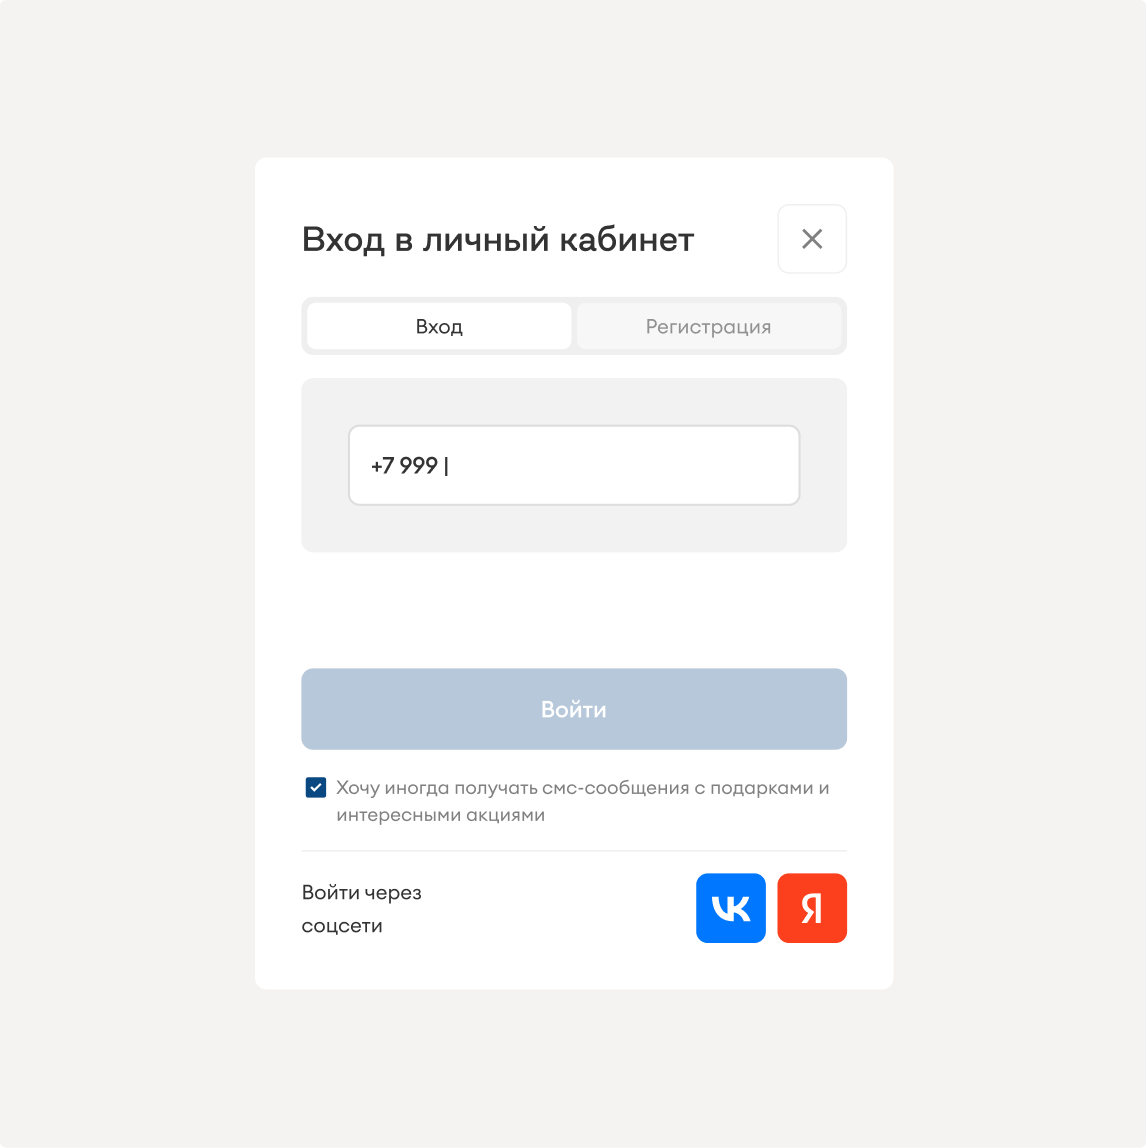 Вход в личный кабинет
Вход
Регистрация
+7 999 |
Войти
Хочу иногда получать смс-сообщения с подарками и
интересными акциями
Войти через
соцсети
VK
Я